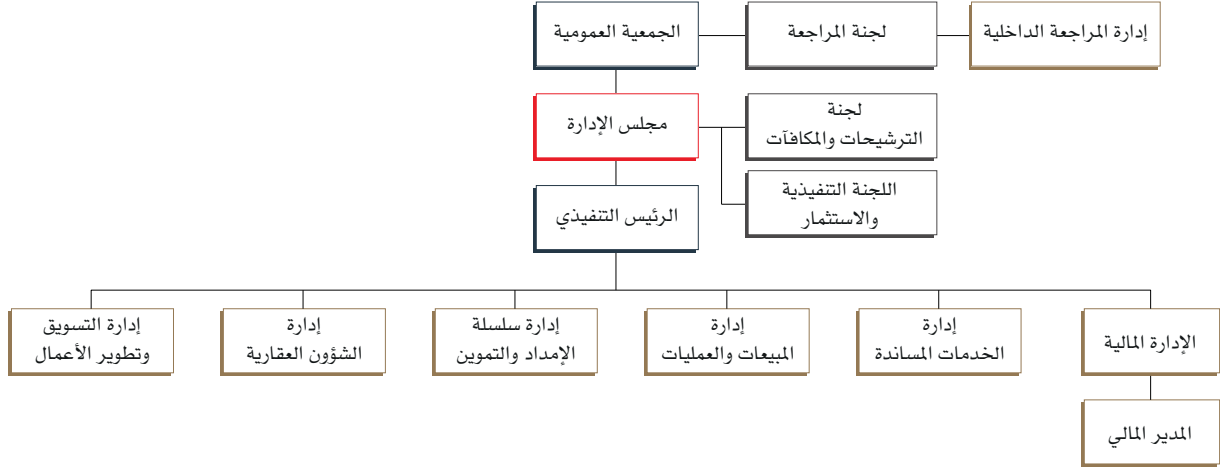 إدارة المراجعة الداخلية
لجنة المراجعة
الجمعية العمومية
مجلس الإدارة
لجنة
الترشيحات والمكافآت
اللجنة التنفيذية
والاستثمار
الرئيس التنفيذي
الإدارة المالية
إدارة
الخدمات المساندة
إدارة
المبيعات والعمليات
إدارة سلسلة
الإمداد والتموين
إدارة
الشؤون العقارية
إدارة التسويق
وتطوير الأعمال
المدير المالي